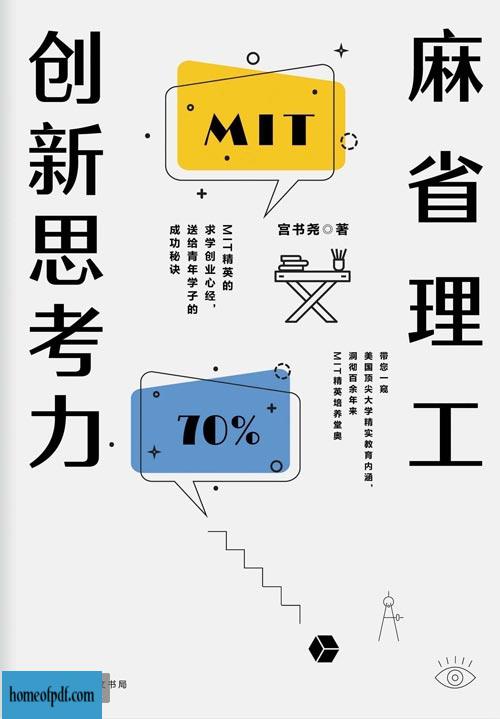 麻省理工
创新思考力
MIT
宫书尧◎著
MIT精英的
求学创业心经,
送给青年学子的
成功秘诀
带您一窥
美国顶尖大学精实教育内涵,
洞彻百余年来
MIT精英培养堂奥
70%
书局
homeofpdf.com